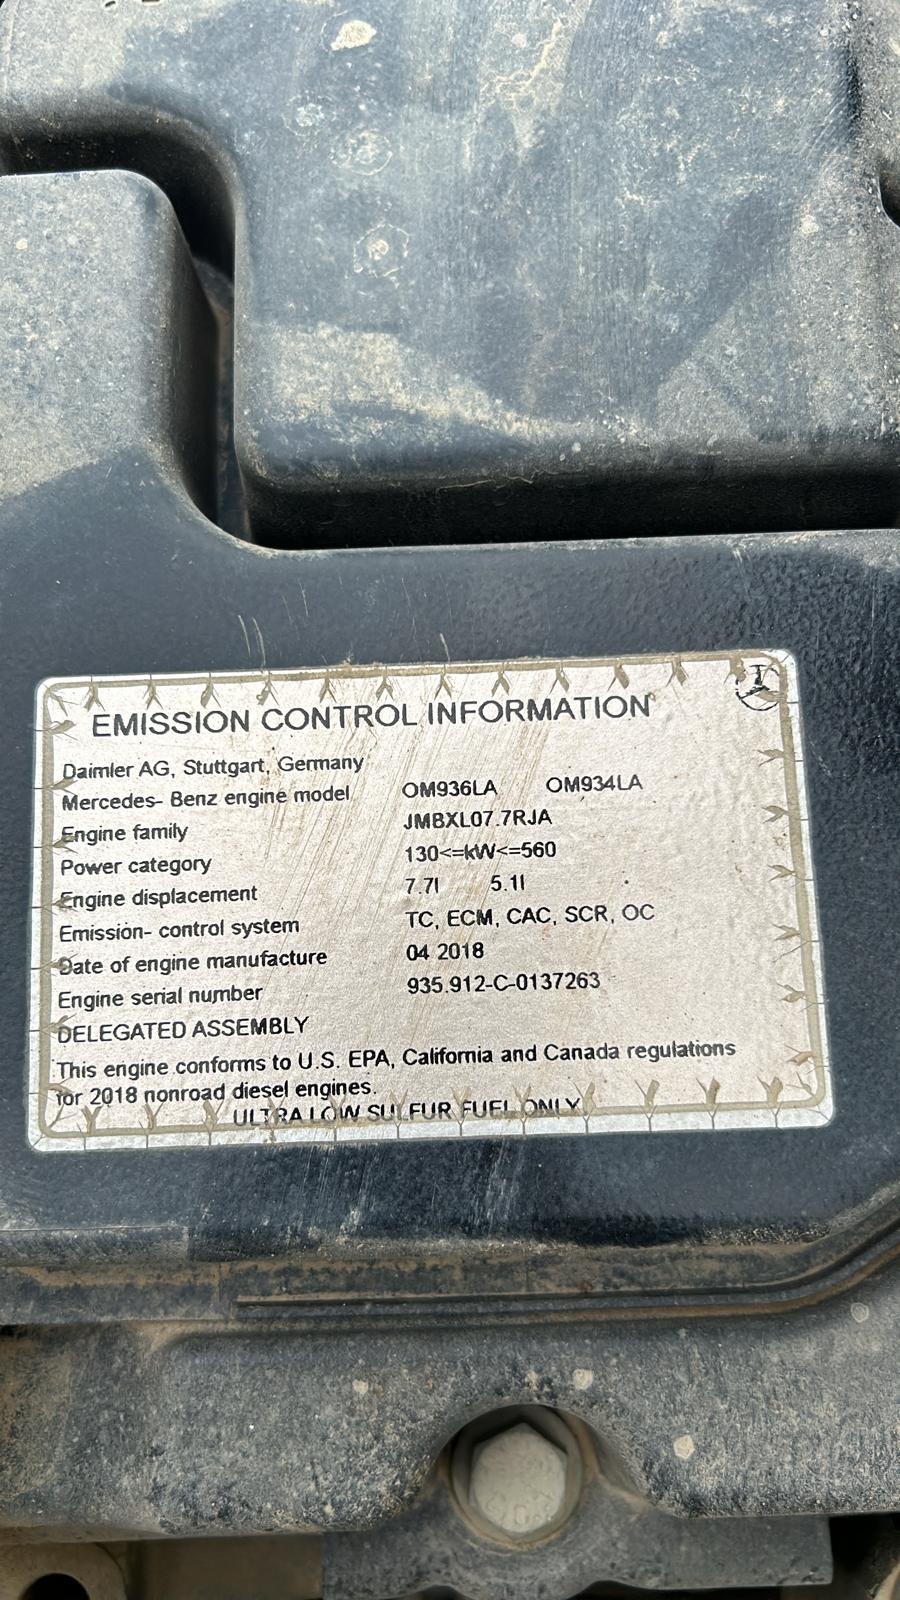 EMISSION CONTROL INFORMATION
Daimler AG, Stuttgart, Germany
Mercedes- Benz engine model OM936LA OM934LA
Engine family JMBXL07.7RJA
Power category 130<=kW<=560
Engine displacement 7.7l 5.1l
Emission- control system TC, ECM, CAC, SCR, OC
Date of engine manufacture 04 2018
Engine serial number 935.912-C-0137263
DELEGATED ASSEMBLY
This engine conforms to U.S. EPA, California and Canada regulations
for 2018 nonroad diesel engines.
ULTRA LOW SULFUR FUEL ONLY